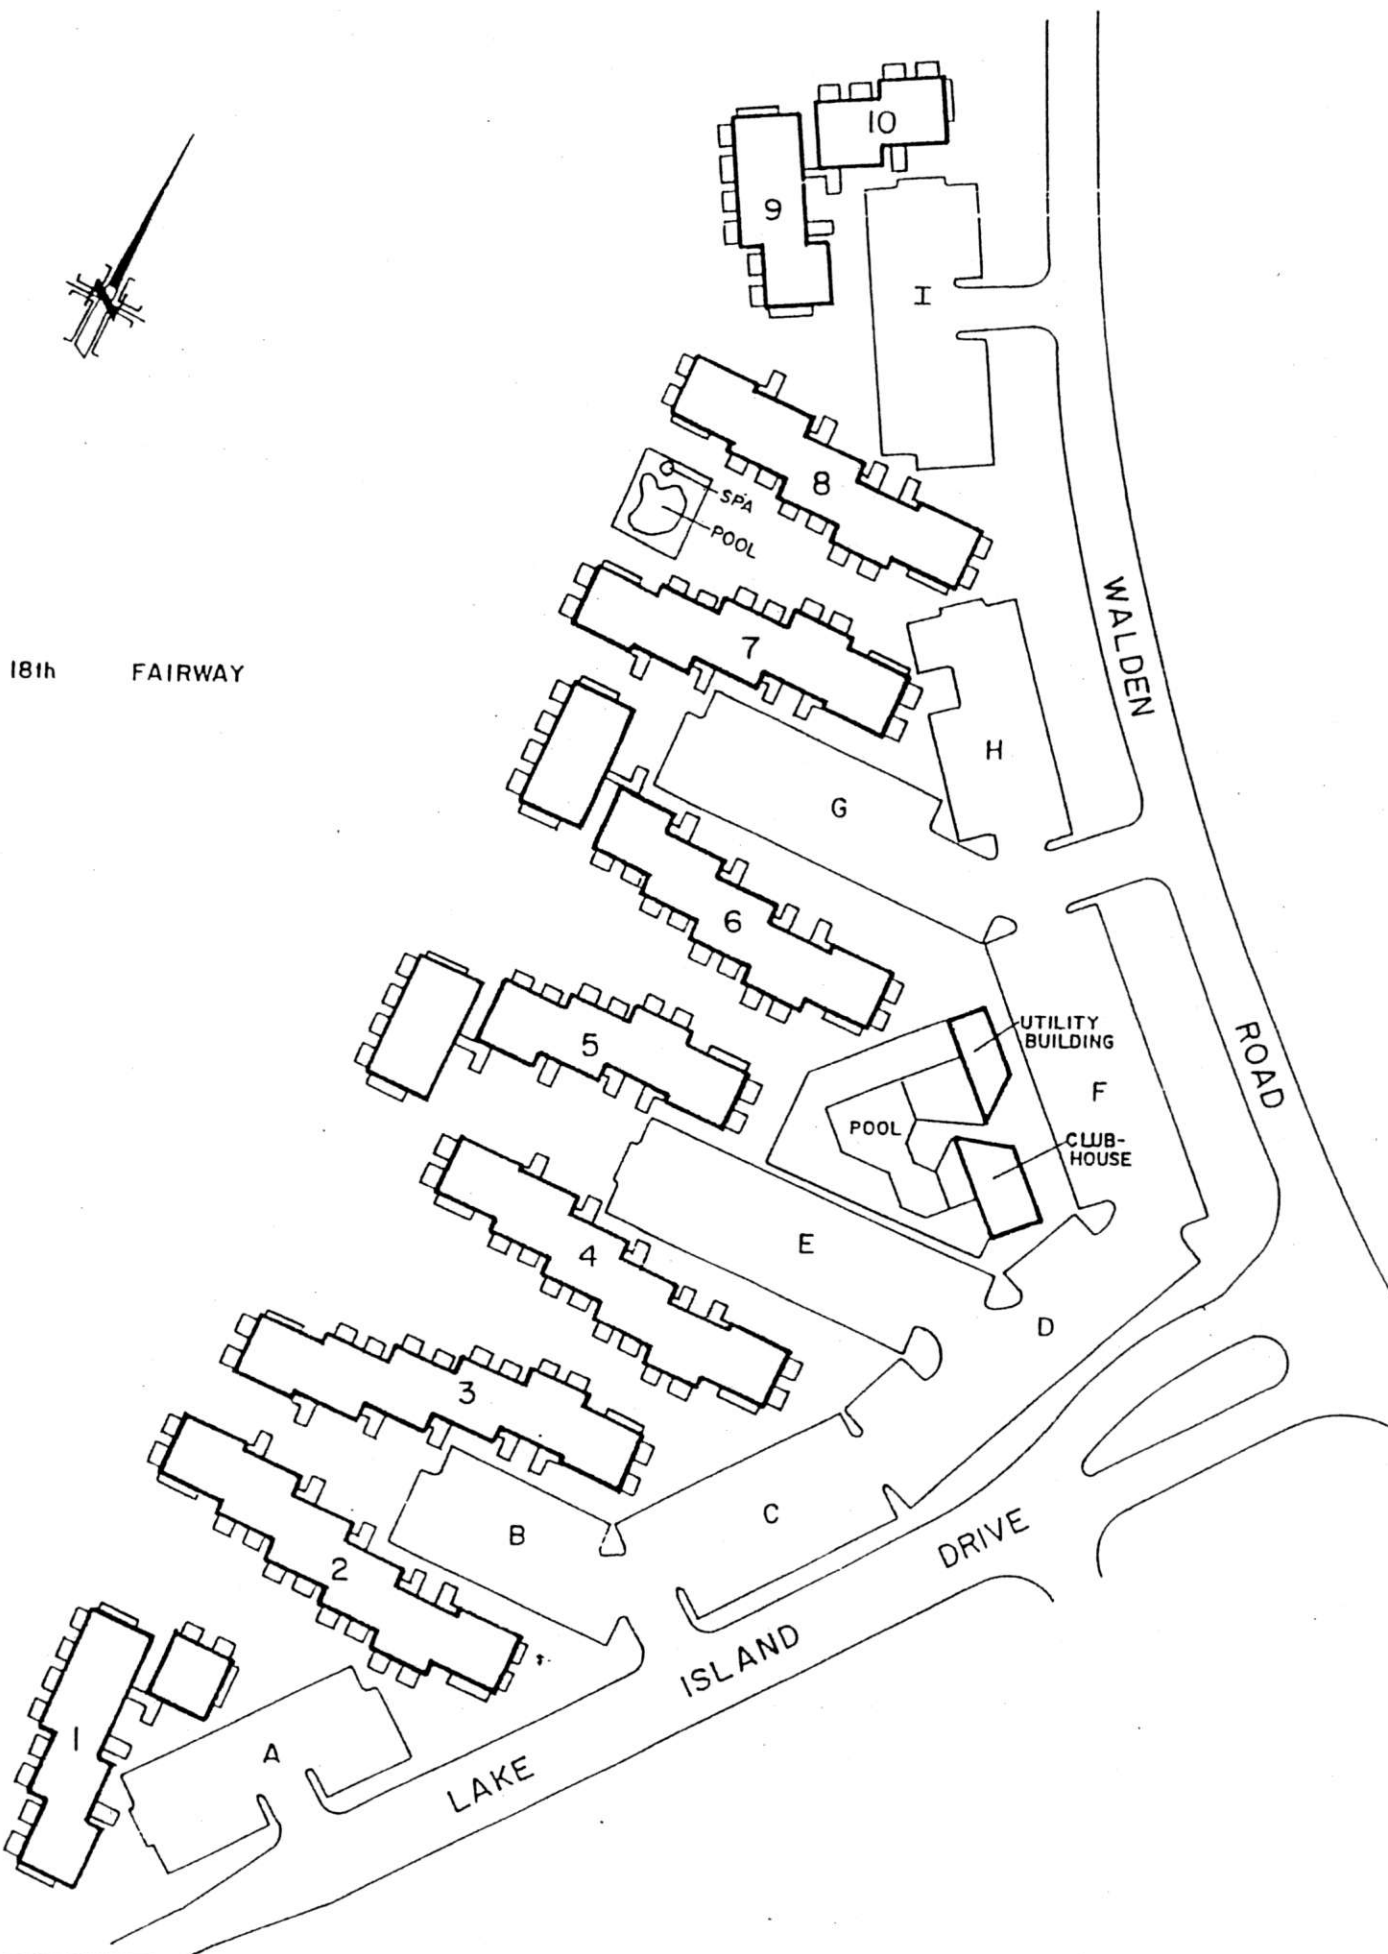 10
9
I
8
SPA
POOL
WALDEN
7
18th FAIRWAY
H
G
6
UTILITY
BUILDING
ROAD
5
F
POOL
CLUB-
HOUSE
E
4
D
3
C
B
DRIVE
2
ISLAND
1
A
LAKE